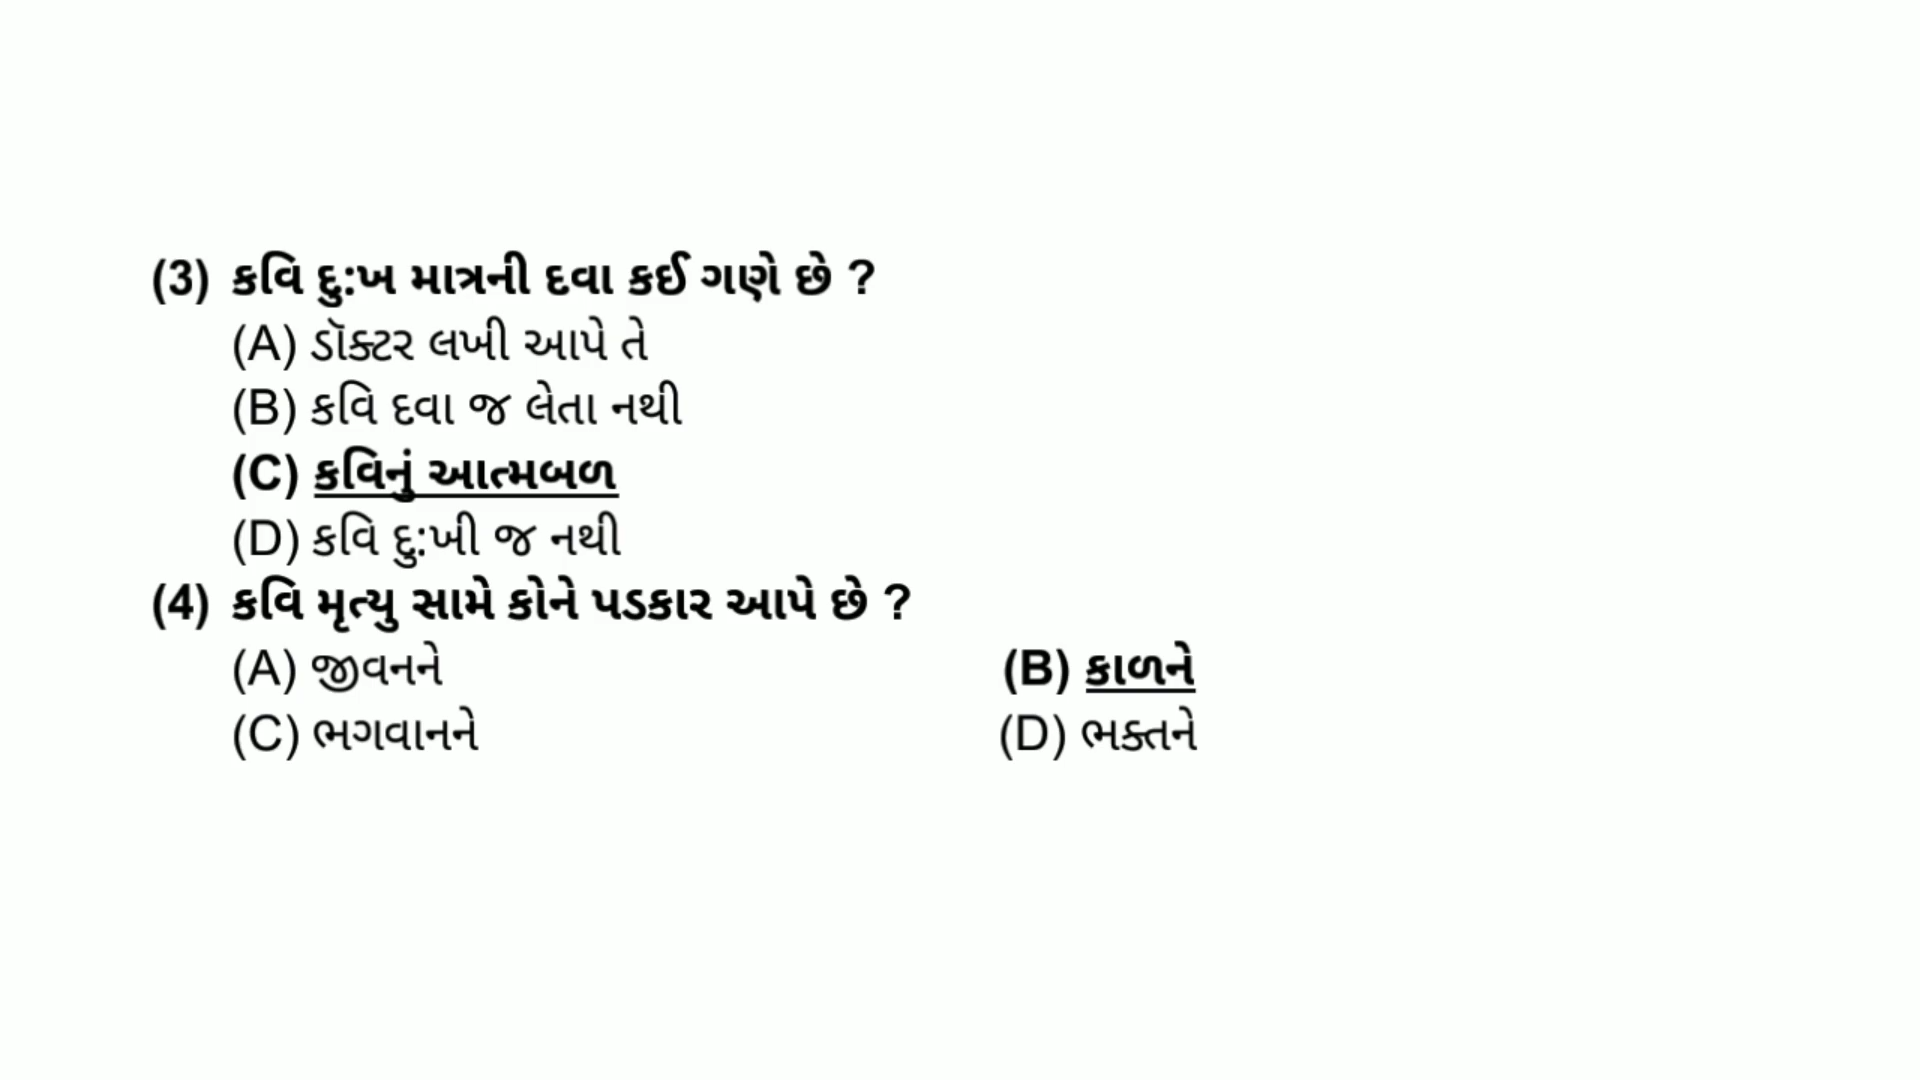 (3) કવિ દુ:ખ માત્રની દવા કઈ ગણે છે ?
(A) ડૉક્ટર લખી આપે તે
(B) કવિ દવા જ લેતા નથી
(C) કવિનું આત્મબળ
(D) કવિ દુ:ખી જ નથી
(4) કવિ મૃત્યુ સામે કોને પડકાર આપે છે ?
(A) જીવનને (B) કાળને
(C) ભગવાનને (D) ભક્તને